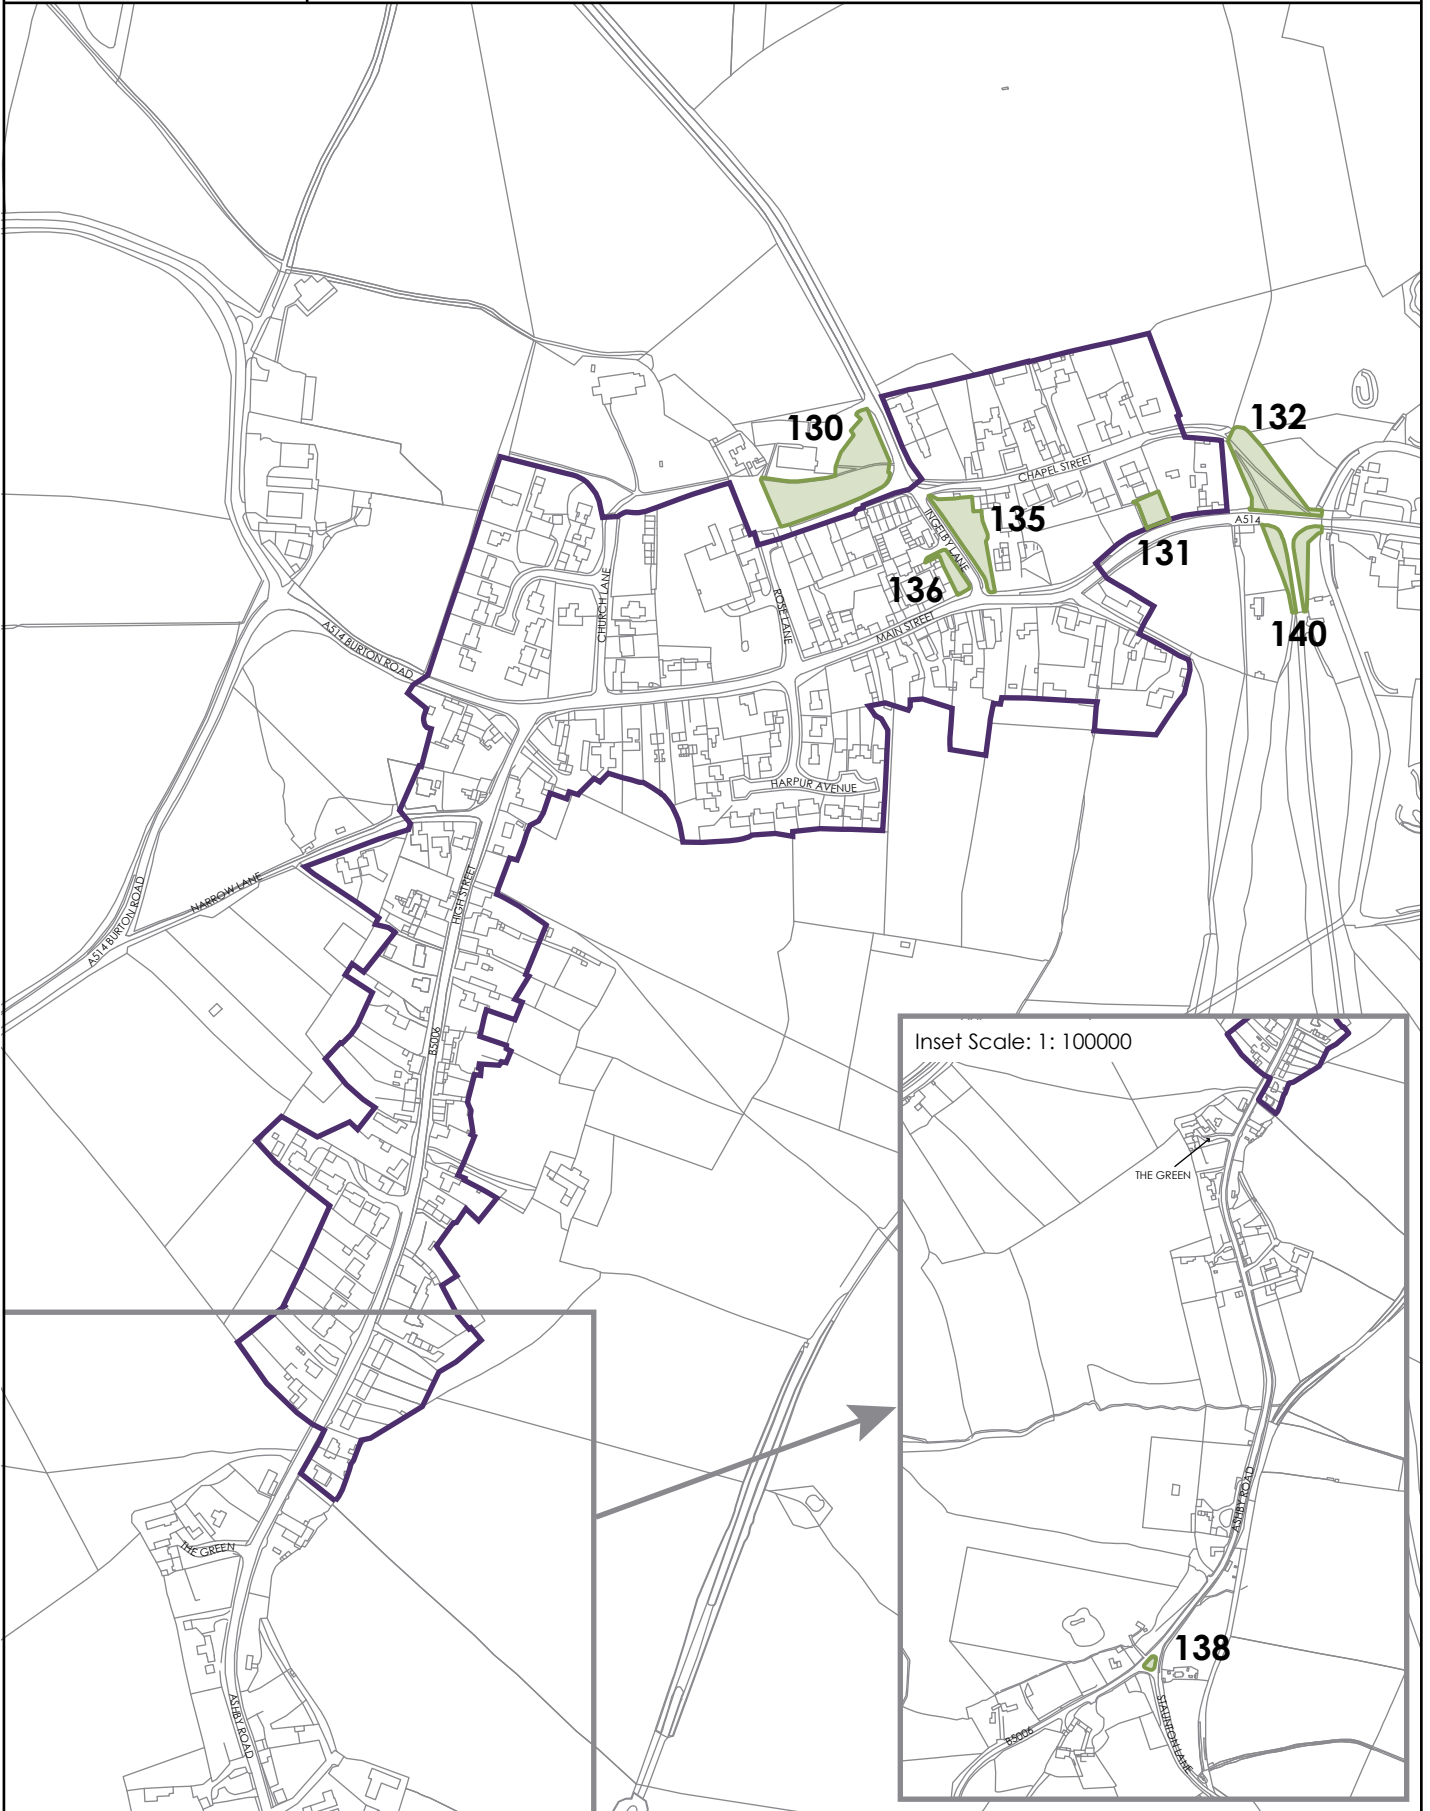 130
132
CHAPEL STREET
135
INGELBY LANE
A514
131
136
CHURCH LANE
ROSE LANE
MAIN STREET
140
A514 BURTON ROAD
HARPUR AVENUE
HIGH STREET
NARROW LANE
A514 BURTON ROAD
B5006
Inset Scale: 1: 100000
THE GREEN
ASHBY ROAD
138
STAUNTON LANE
B5006
THE GREEN
ASHBY ROAD